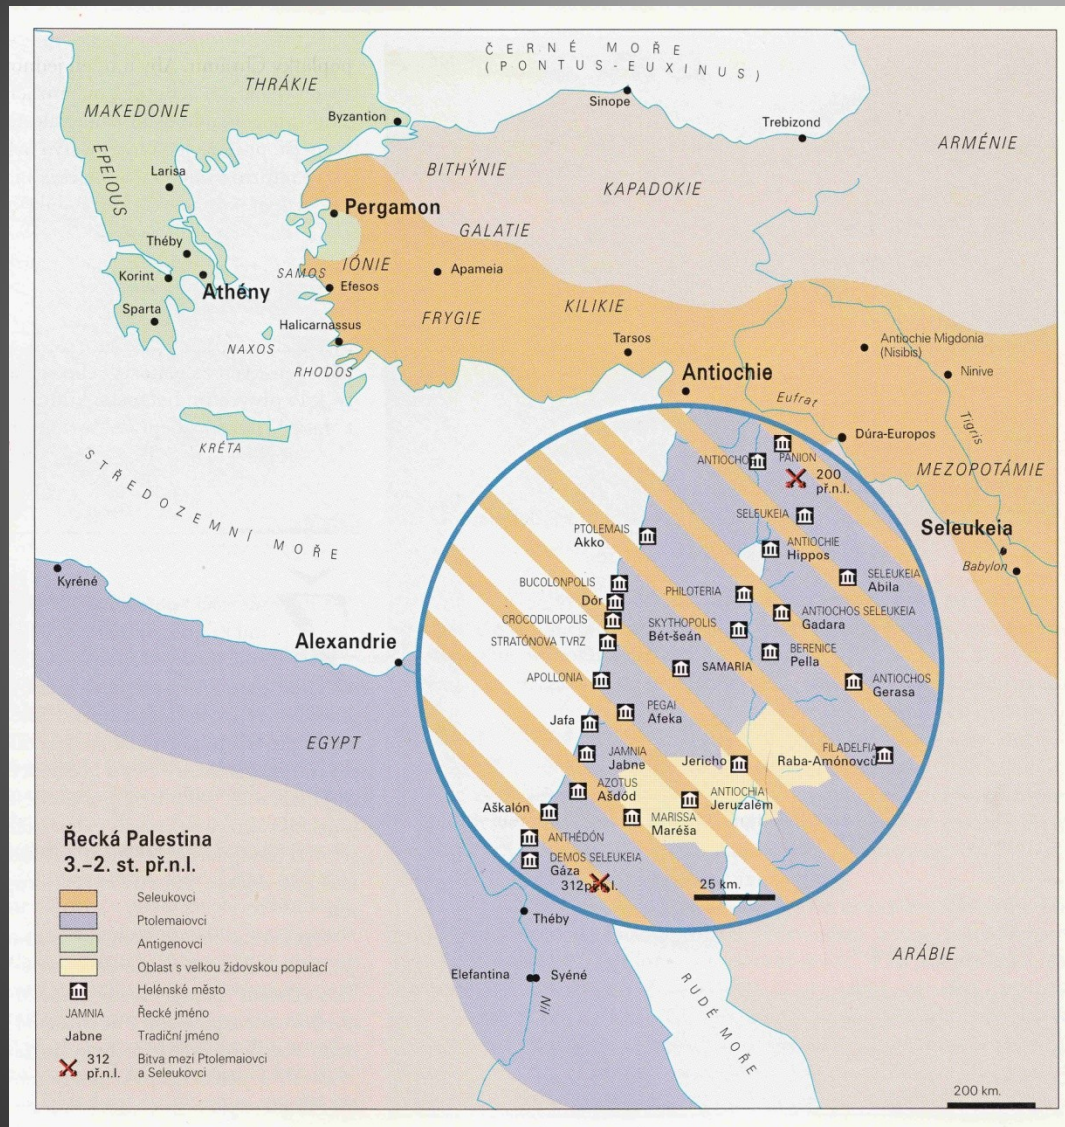 ČERNÉ MOŘE
(PONTUS-EUXINUS)
THRÁKIE
MAKEDONIE
Byzantion
Sinope
Trebizond
ARMÉNIE
EPEIOUS
Larisa
BITHÝNIE
KAPADOKIE
Pergamon
GALATIE
Théby
IÓNIE
SAMOS
Apameia
Korint
Athény
Efesos
Sparta
FRYGIE
KILIKIE
Halicarnassus
NAXOS
RHODOS
Tarsos
Antiochie Migdonia
(Nisibis)
Ninive
Antiochie
Eufrat
Tigris
KRÉTA
Dúra-Europos
MEZOPOTÁMIE
STŘEDOZEMNÍ MOŘE
Seleukeia
Babylon
Kyréné
Alexandrie
EGYPT
ANTIOCHOS
PANION
200
př.n.l.
SELEUKEIA
PTOLEMAIS
Akko
ANTIOCHIE
Hippos
BUCOLONPOLIS
PHILOTERIA
SELEUKEIA
Abila
Dór
CROCODILOPOLIS
ANTIOCHOS SELEUKEIA
Gadara
SKYTHOPOLIS
Bét-šeán
STRATÓNOVA TVRZ
BERENICE
Pella
SAMARIA
APOLLONIA
ANTIOCHOS
Gerasa
PEGAI
Afeka
Jafa
JAMNIA
Jabne
Jericho
FILADELFIA
Raba-Amónovců
AZOTUS
Ašdód
ANTIOCHIA
Jeruzalém
Aškalón
MARISSA
Maréša
ANTHÉDÓN
DEMOS SELEUKEIA
Gáza
312př.n.l.
25 km.
Théby
Elefantina
Syéné
Nil
RUDÉ MOŘE
ARÁBIE
Řecká Palestina
3.–2. st. př.n.l.
Seleukovci
Ptolemaiovci
Antigenovci
Oblast s velkou židovskou populací
Helénské město
JAMNIA Řecké jméno
Jabne Tradiční jméno
312 Bitva mezi Ptolemaiovci
př.n.l. a Seleukovci
200 km.